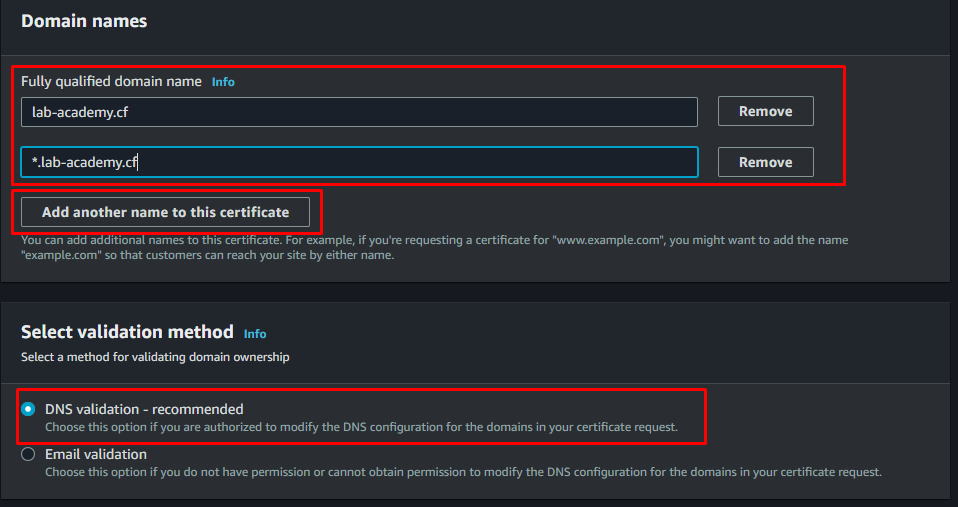 Domain names
Fully qualified domain name Info
lab-academy.cf
Remove
*.lab-academy.cf
Remove
Add another name to this certificate
You can add additional names to this certificate. For example, if you're requesting a certificate for "www.example.com", you might want to add the name
"example.com" so that customers can reach your site by either name.
Select validation method Info
Select a method for validating domain ownership
DNS validation - recommended
Choose this option if you are authorized to modify the DNS configuration for the domains in your certificate request.
Email validation
Choose this option if you do not have permission or cannot obtain permission to modify the DNS configuration for the domains in your certificate request.